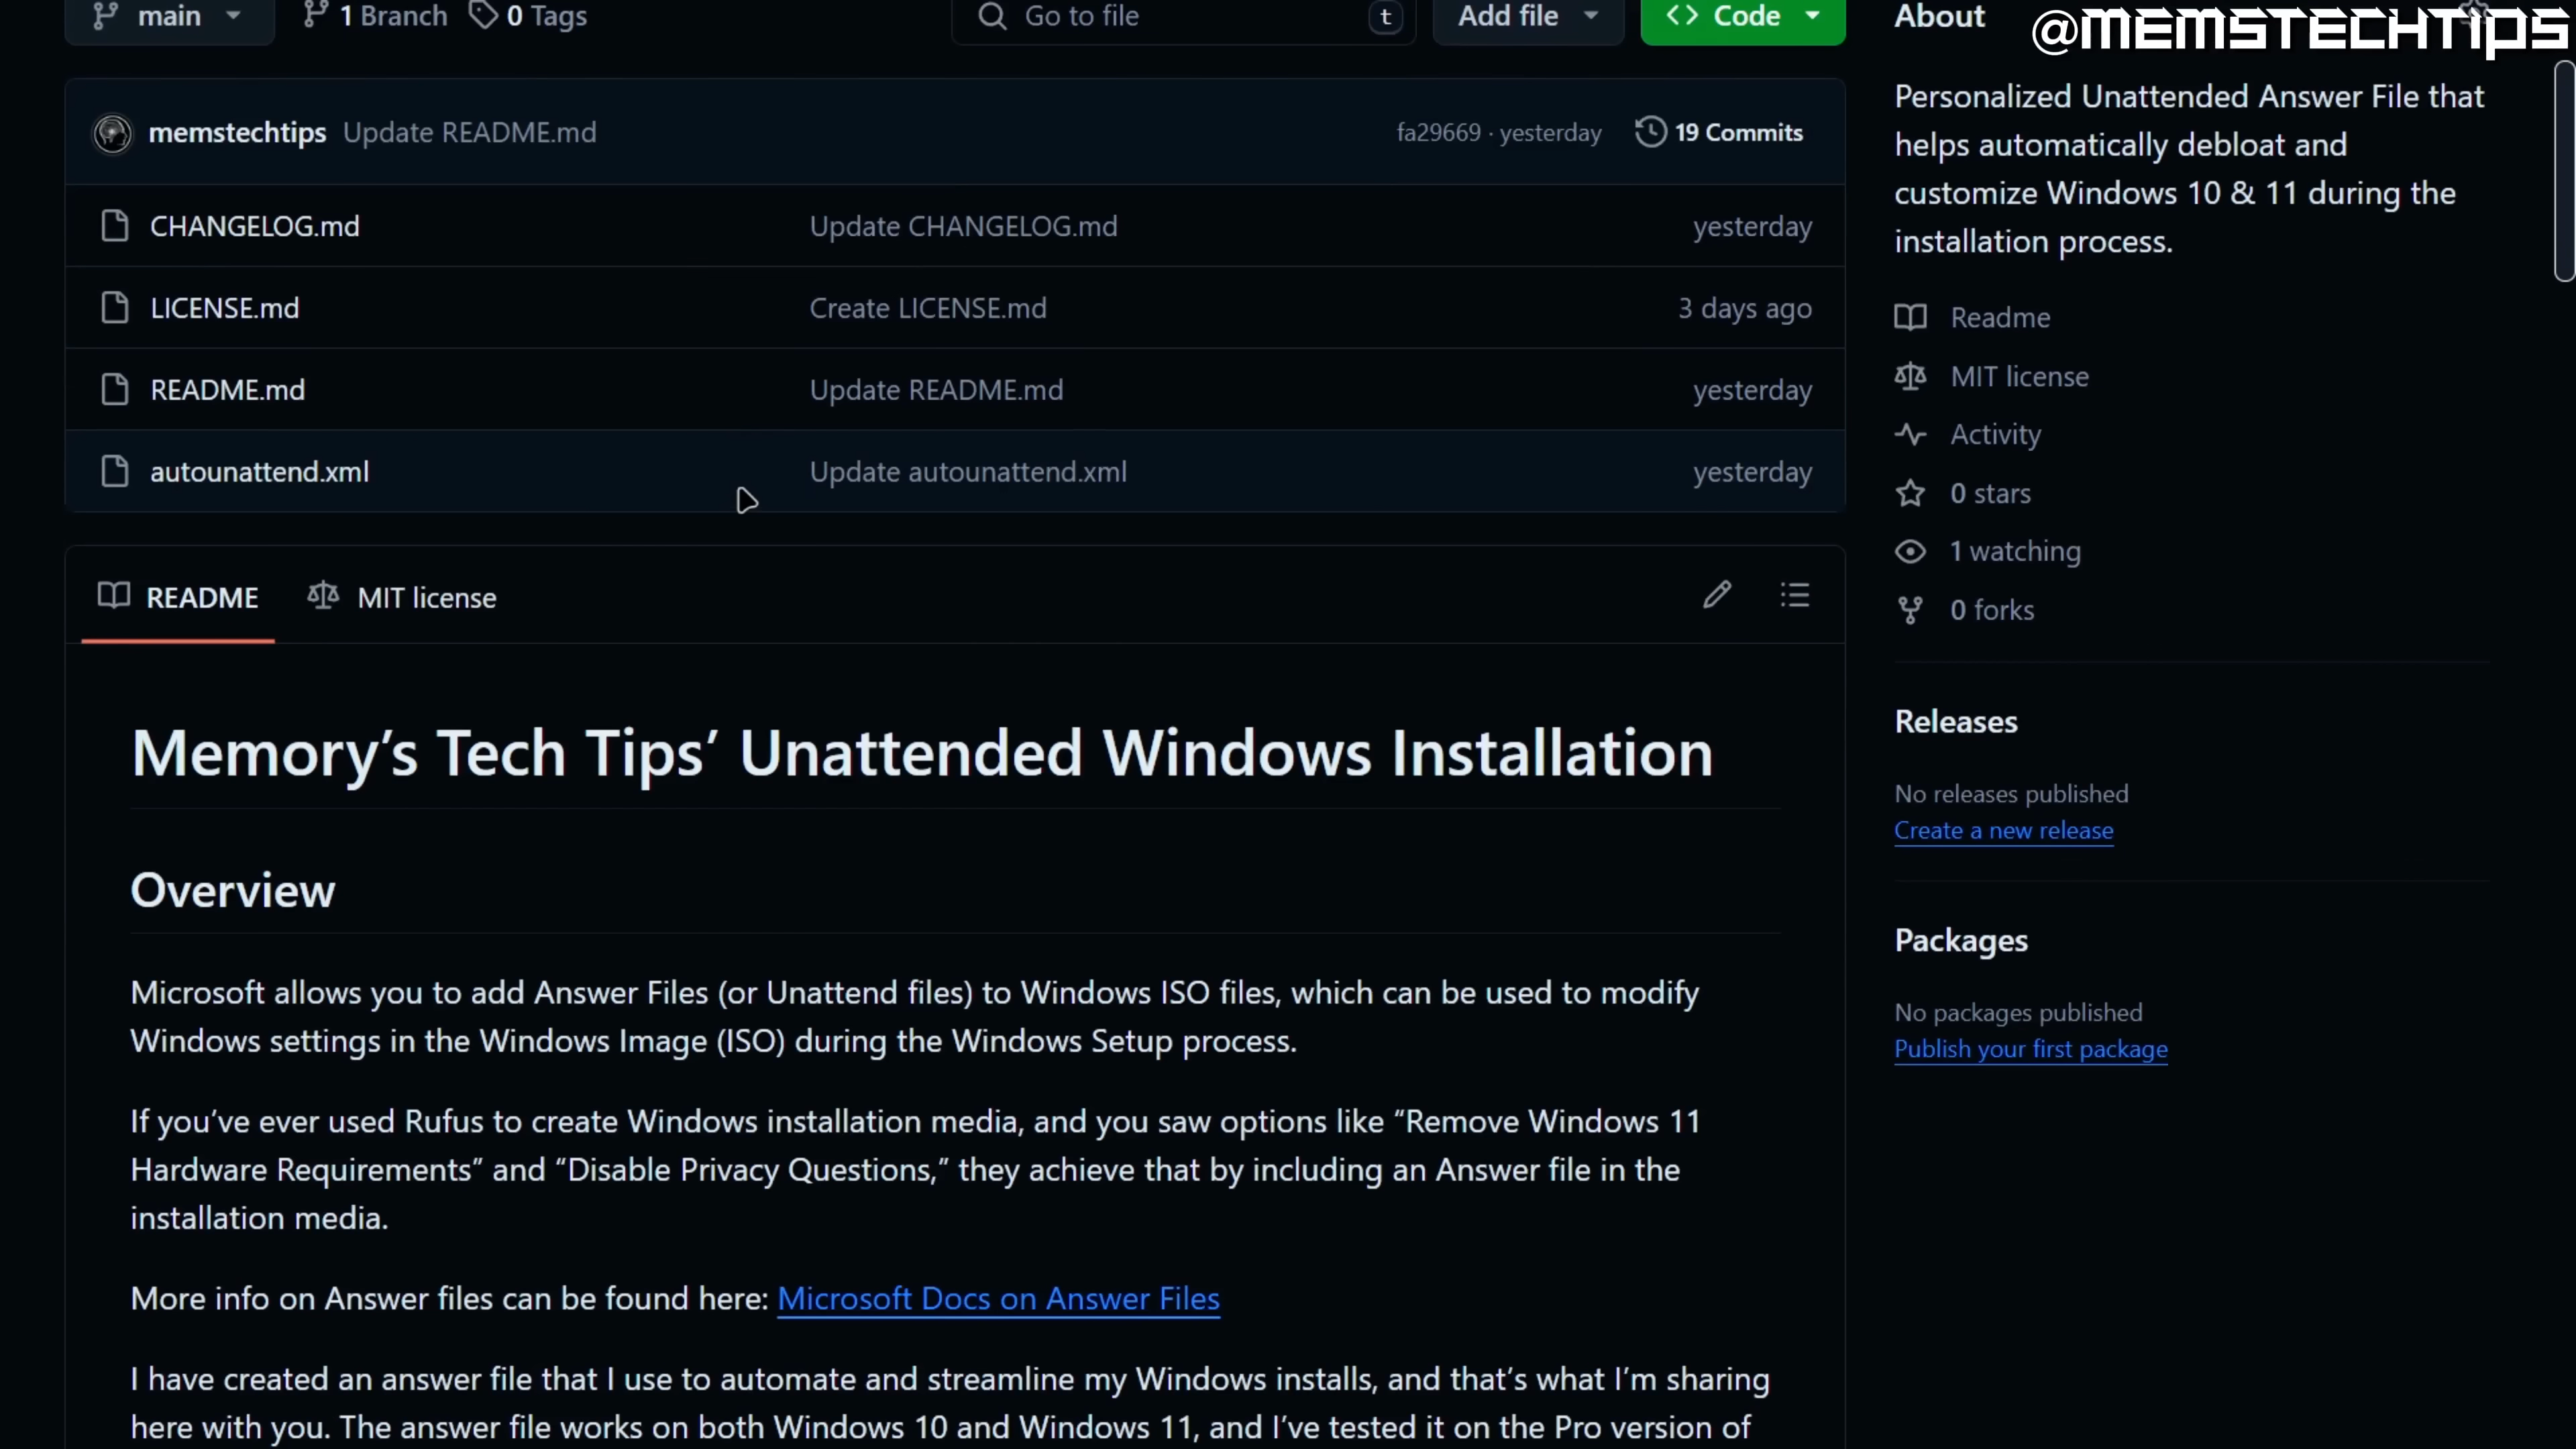 main
1 Branch
0 Tags
Go to file
t
Add file
Code
About
@MEMSTECHTIPS
memstechtips Update README.md
fa29669 · yesterday
19 Commits
CHANGELOG.md Update CHANGELOG.md yesterday
LICENSE.md Create LICENSE.md 3 days ago
README.md Update README.md yesterday
autounattend.xml Update autounattend.xml yesterday
Personalized Unattended Answer File that
helps automatically debloat and
customize Windows 10 & 11 during the
installation process.
Readme
MIT license
Activity
0 stars
1 watching
0 forks
Releases
No releases published
Create a new release
Packages
No packages published
Publish your first package
README
MIT license
Memory’s Tech Tips’ Unattended Windows Installation
Overview
Microsoft allows you to add Answer Files (or Unattend files) to Windows ISO files, which can be used to modify
Windows settings in the Windows Image (ISO) during the Windows Setup process.
If you’ve ever used Rufus to create Windows installation media, and you saw options like “Remove Windows 11
Hardware Requirements” and “Disable Privacy Questions,” they achieve that by including an Answer file in the
installation media.
More info on Answer files can be found here: Microsoft Docs on Answer Files
I have created an answer file that I use to automate and streamline my Windows installs, and that’s what I’m sharing
here with you. The answer file works on both Windows 10 and Windows 11, and I’ve tested it on the Pro version of